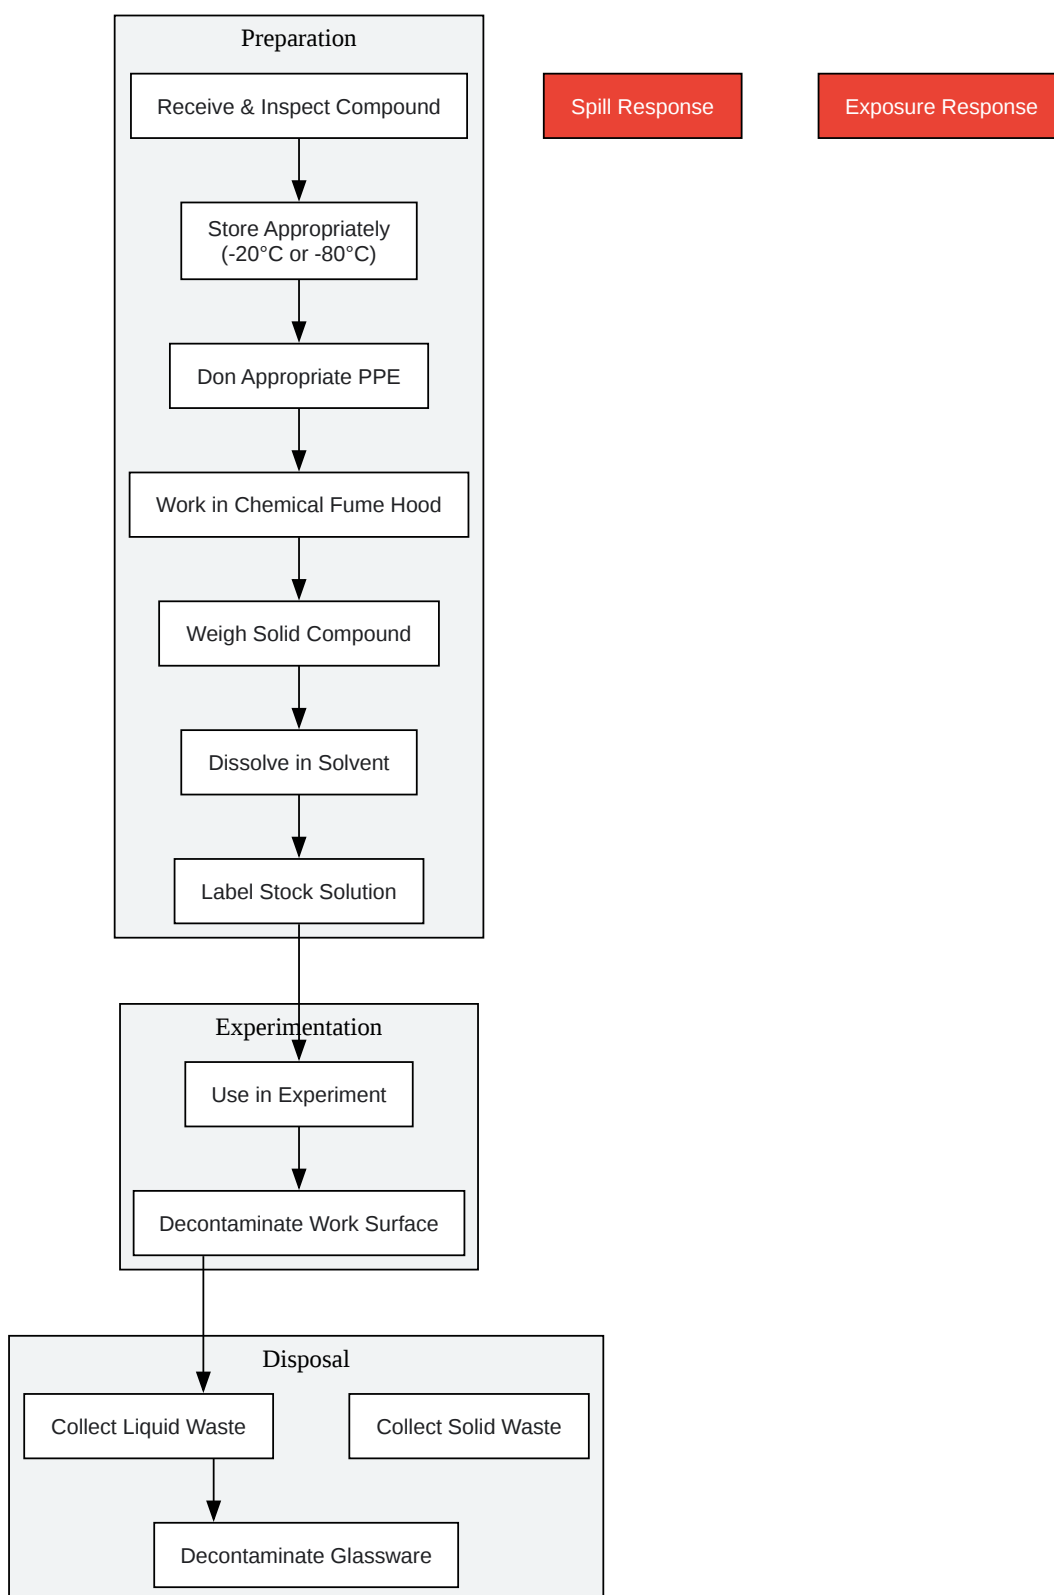 Preparation
Receive & Inspect Compound
Spill Response
Exposure Response
Store Appropriately
(-20°C or -80°C)
Don Appropriate PPE
Work in Chemical Fume Hood
Weigh Solid Compound
Dissolve in Solvent
Label Stock Solution
Experimentation
Use in Experiment
Decontaminate Work Surface
Disposal
Collect Liquid Waste
Collect Solid Waste
Decontaminate Glassware